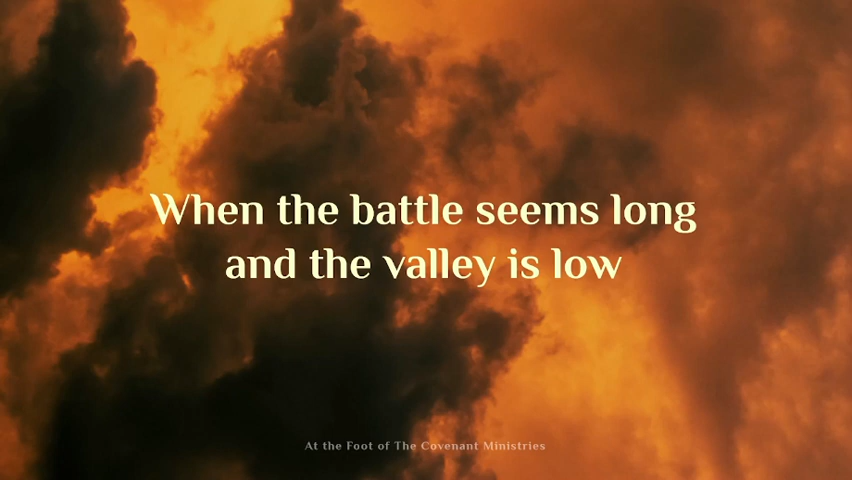 When the battle seems long
and the valley is low
At the Foot of The Covenant Ministries